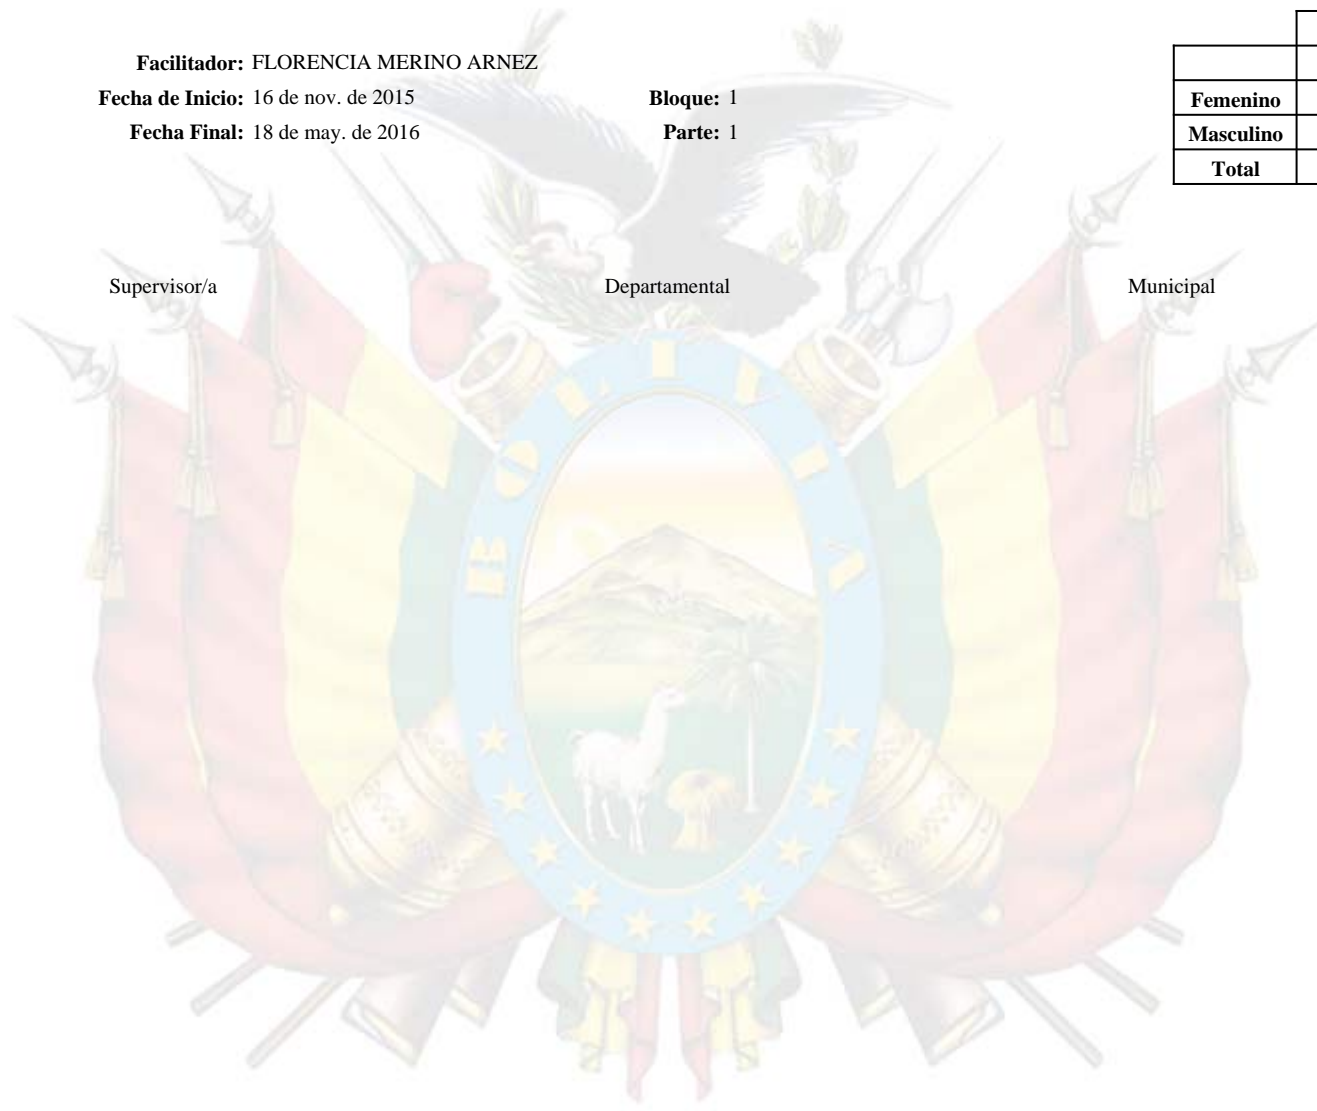 Facilitador: FLORENCIA MERINO ARNEZ
Fecha de Inicio: 16 de nov. de 2015 Bloque: 1
Fecha Final: 18 de may. de 2016 Parte: 1
Femenino
Masculino
Total
Supervisor/a Departamental Municipal
BOLIVIA